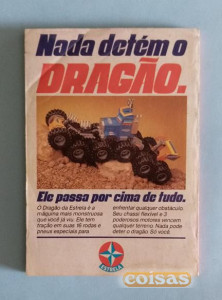 Nada detém o
DRAGÃO.
Ele passa por cima de tudo.
O Dragão da Estrela é a
máquina mais monstruosa
que você já viu. Ele tem
tração em suas 16 rodas e
pneus especiais para
enfrentar qualquer obstáculo.
Seu chassi flexível e 3
poderosos motores vencem
qualquer terreno. Nada pode
deter o dragão. Só você.
ESTRELA
coisas